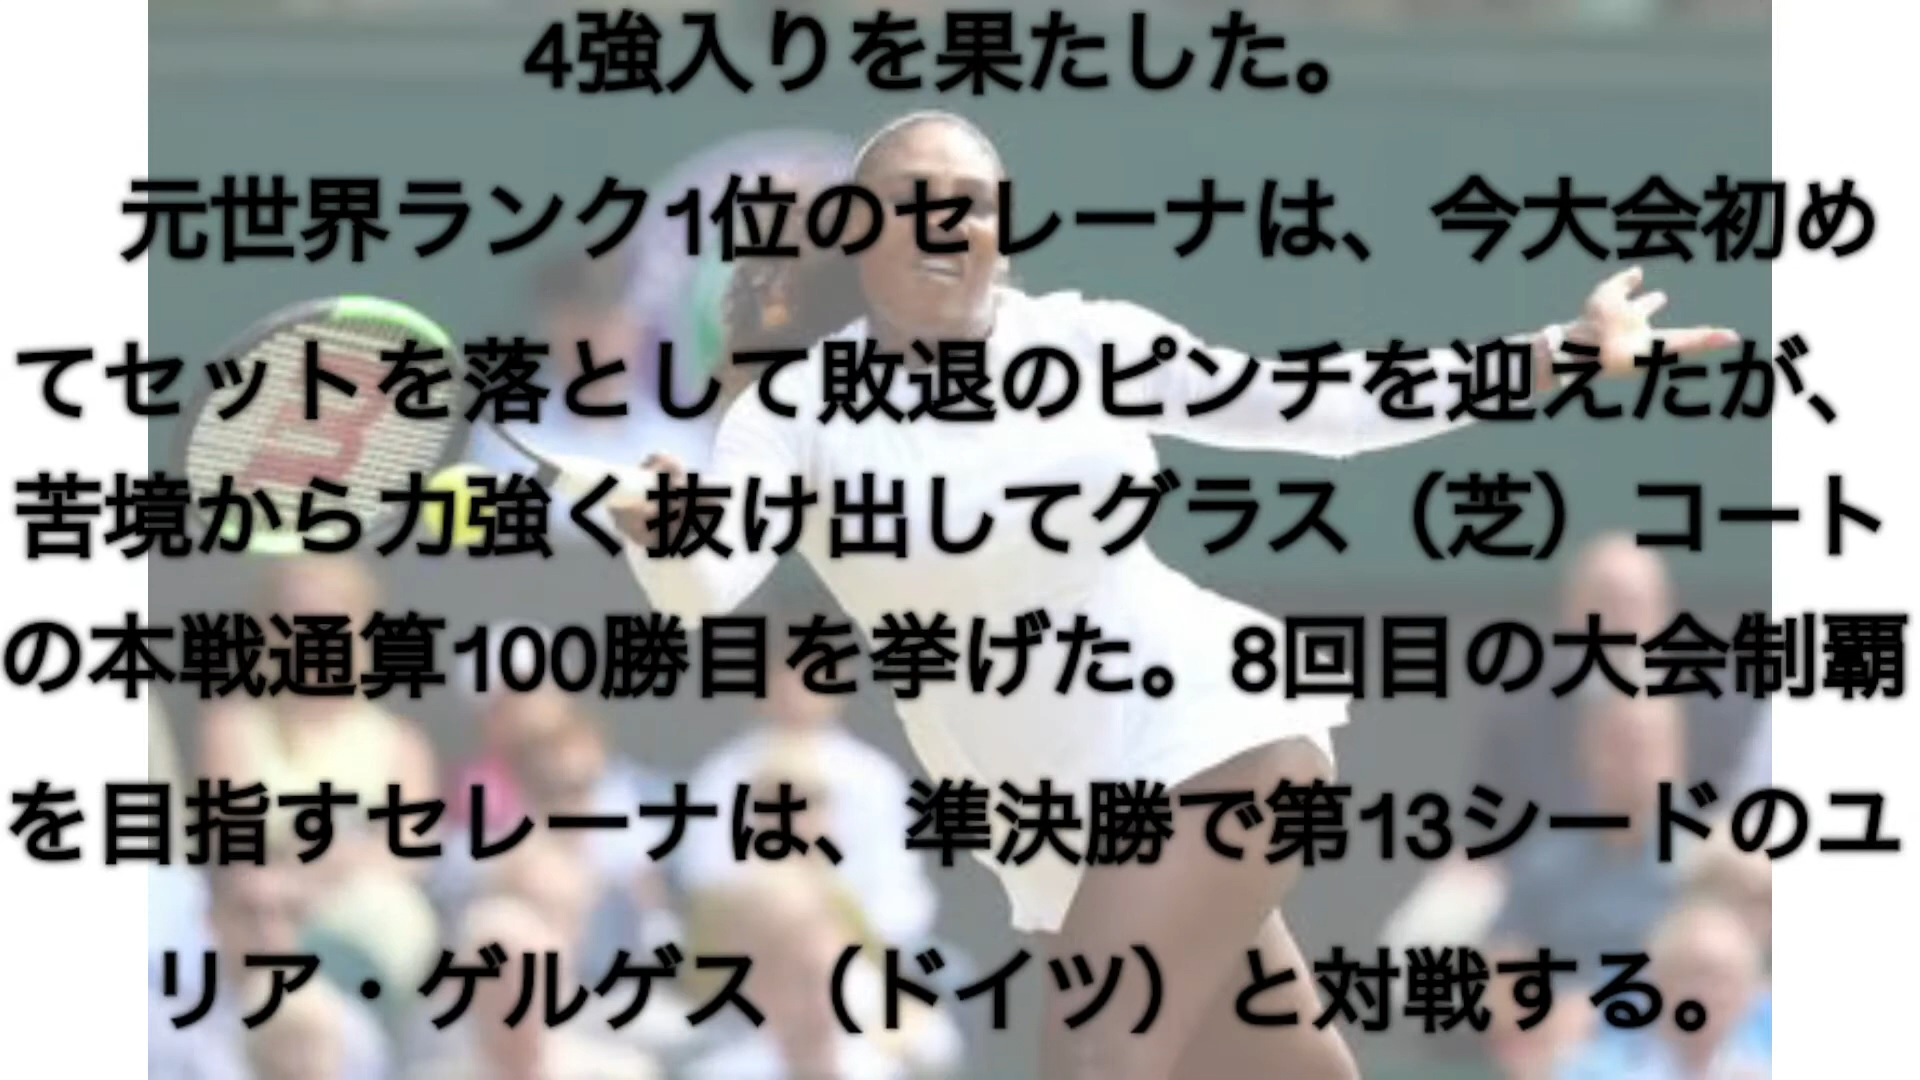 4強入りを果たした。
元世界ランク1位のセレーナは、今大会初め
てセットを落として敗退のピンチを迎えたが、
苦境から力強く抜け出してグラス（芝）コート
の本戦通算100勝目を挙げた。8回目の大会制覇
を目指すセレーナは、準決勝で第13シードのユ
リア・ゲルゲス（ドイツ）と対戦する。